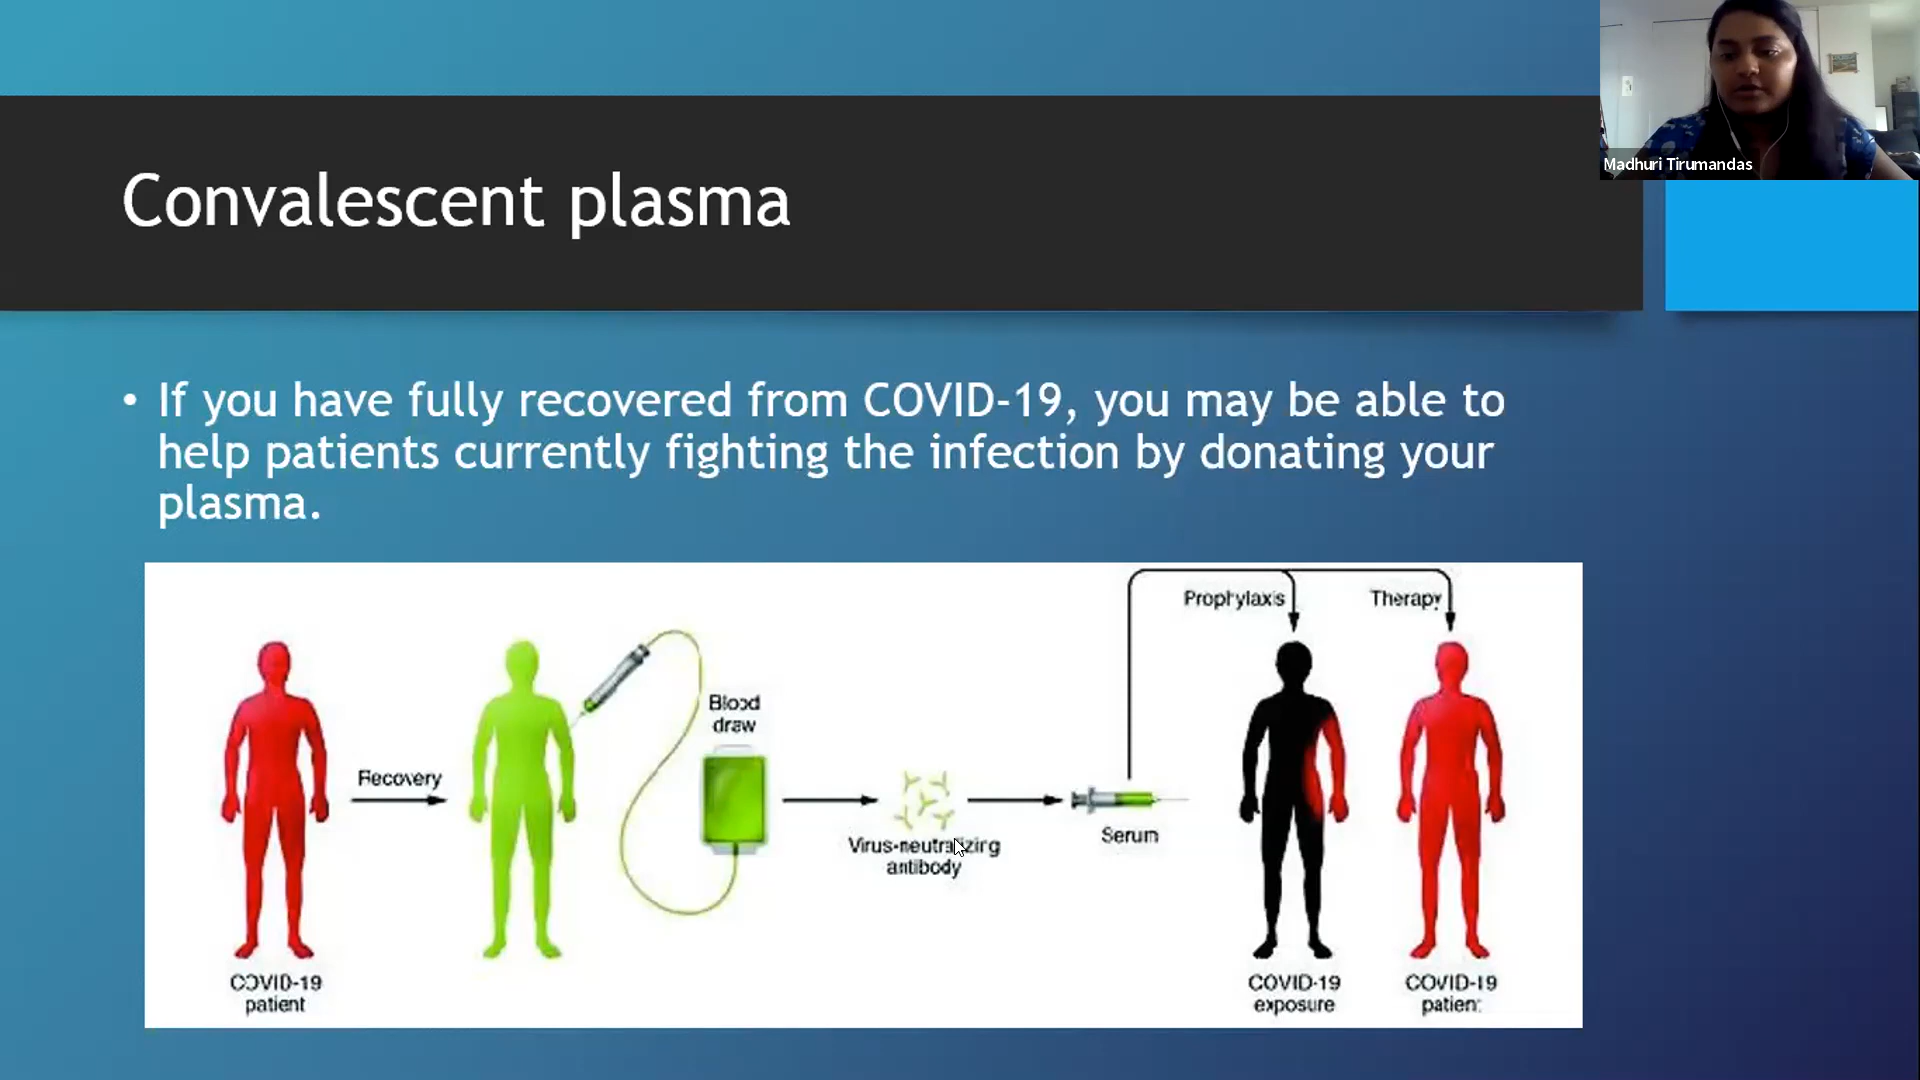 Madhuri Tirumandas
Convalescent plasma
• If you have fully recovered from COVID-19, you may be able to
help patients currently fighting the infection by donating your
plasma.
Prophylaxis
Therapy
Blood
draw
Recovery
Virus-neutralizing
antibody
Serum
COVID-19
patient
COVID-19
exposure
COVID-19
patient